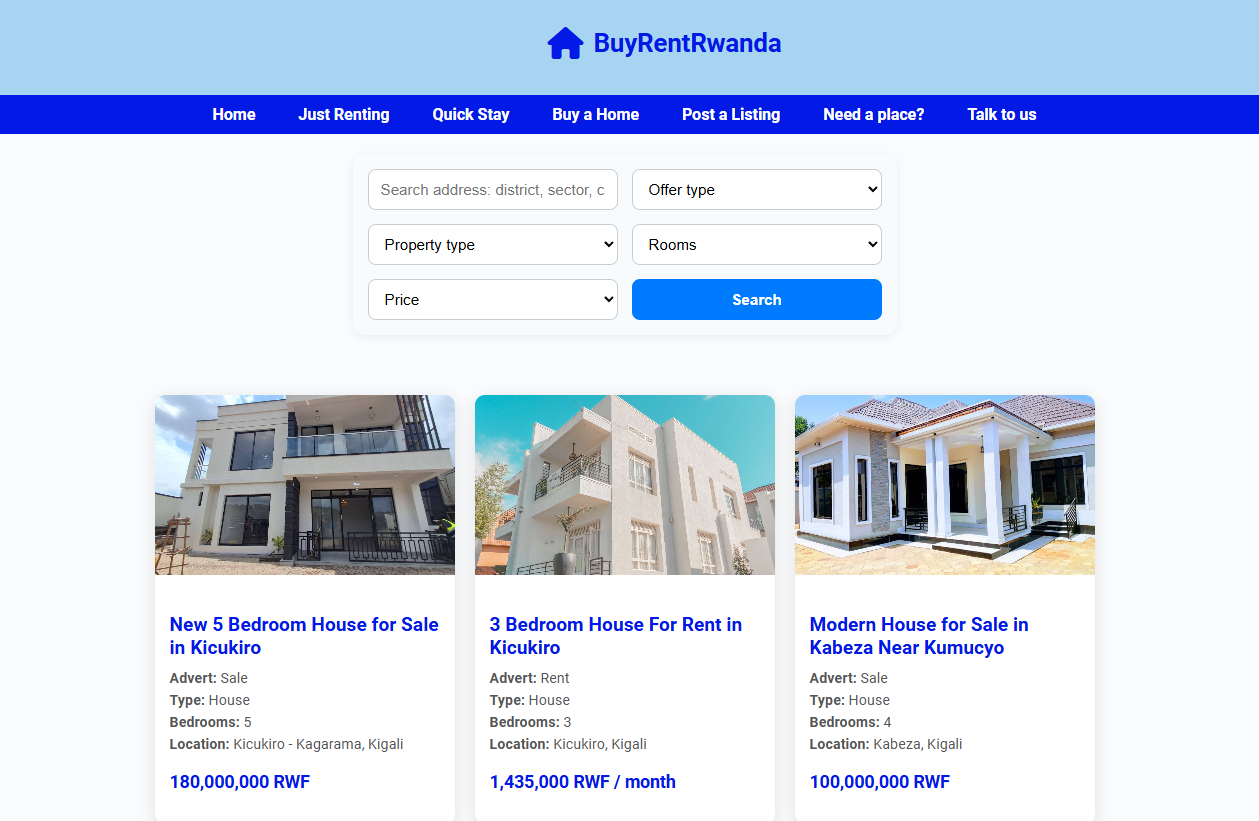 BuyRentRwanda
Home Just Renting Quick Stay Buy a Home Post a Listing Need a place? Talk to us
Search address: district, sector, c
Offer type
Property type
Rooms
Price
Search
New 5 Bedroom House for Sale
in Kicukiro
Advert: Sale
Type: House
Bedrooms: 5
Location: Kicukiro - Kagarama, Kigali
180,000,000 RWF
3 Bedroom House For Rent in
Kicukiro
Advert: Rent
Type: House
Bedrooms: 3
Location: Kicukiro, Kigali
1,435,000 RWF / month
Modern House for Sale in
Kabeza Near Kumucyo
Advert: Sale
Type: House
Bedrooms: 4
Location: Kabeza, Kigali
100,000,000 RWF